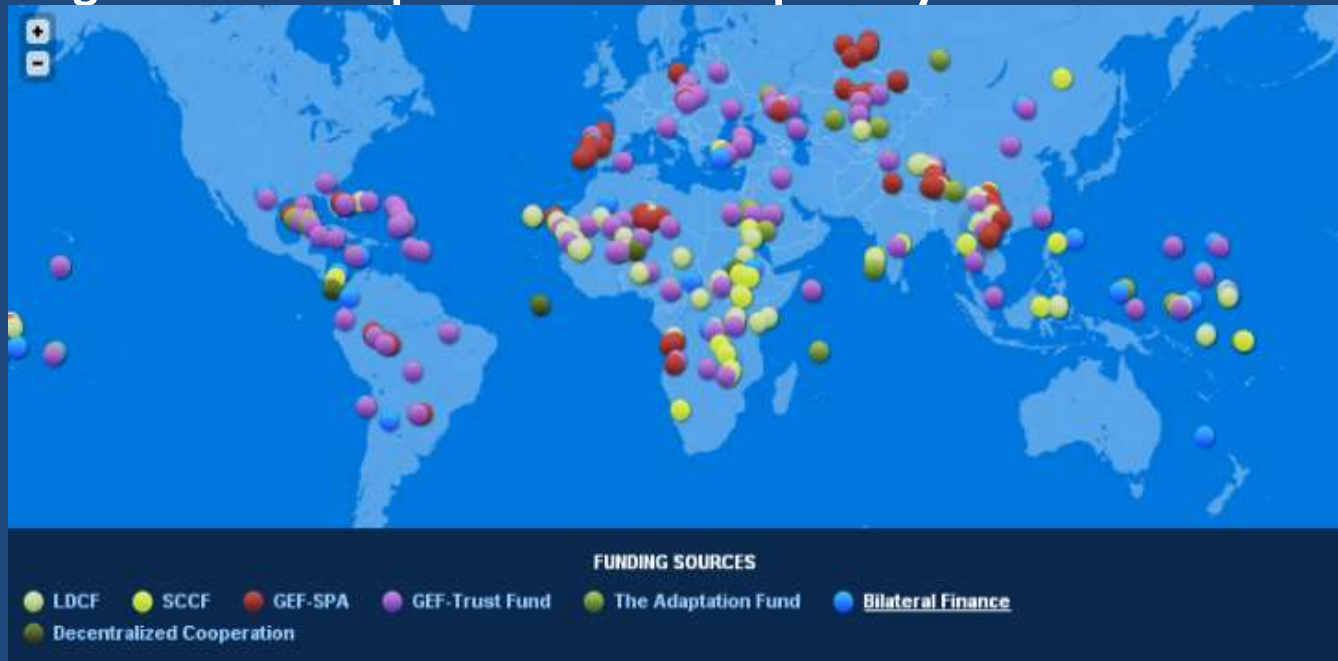 +
−
FUNDING SOURCES
LDCF SCCF GEF-SPA GEF-Trust Fund The Adaptation Fund Bilateral Finance
Decentralized Cooperation